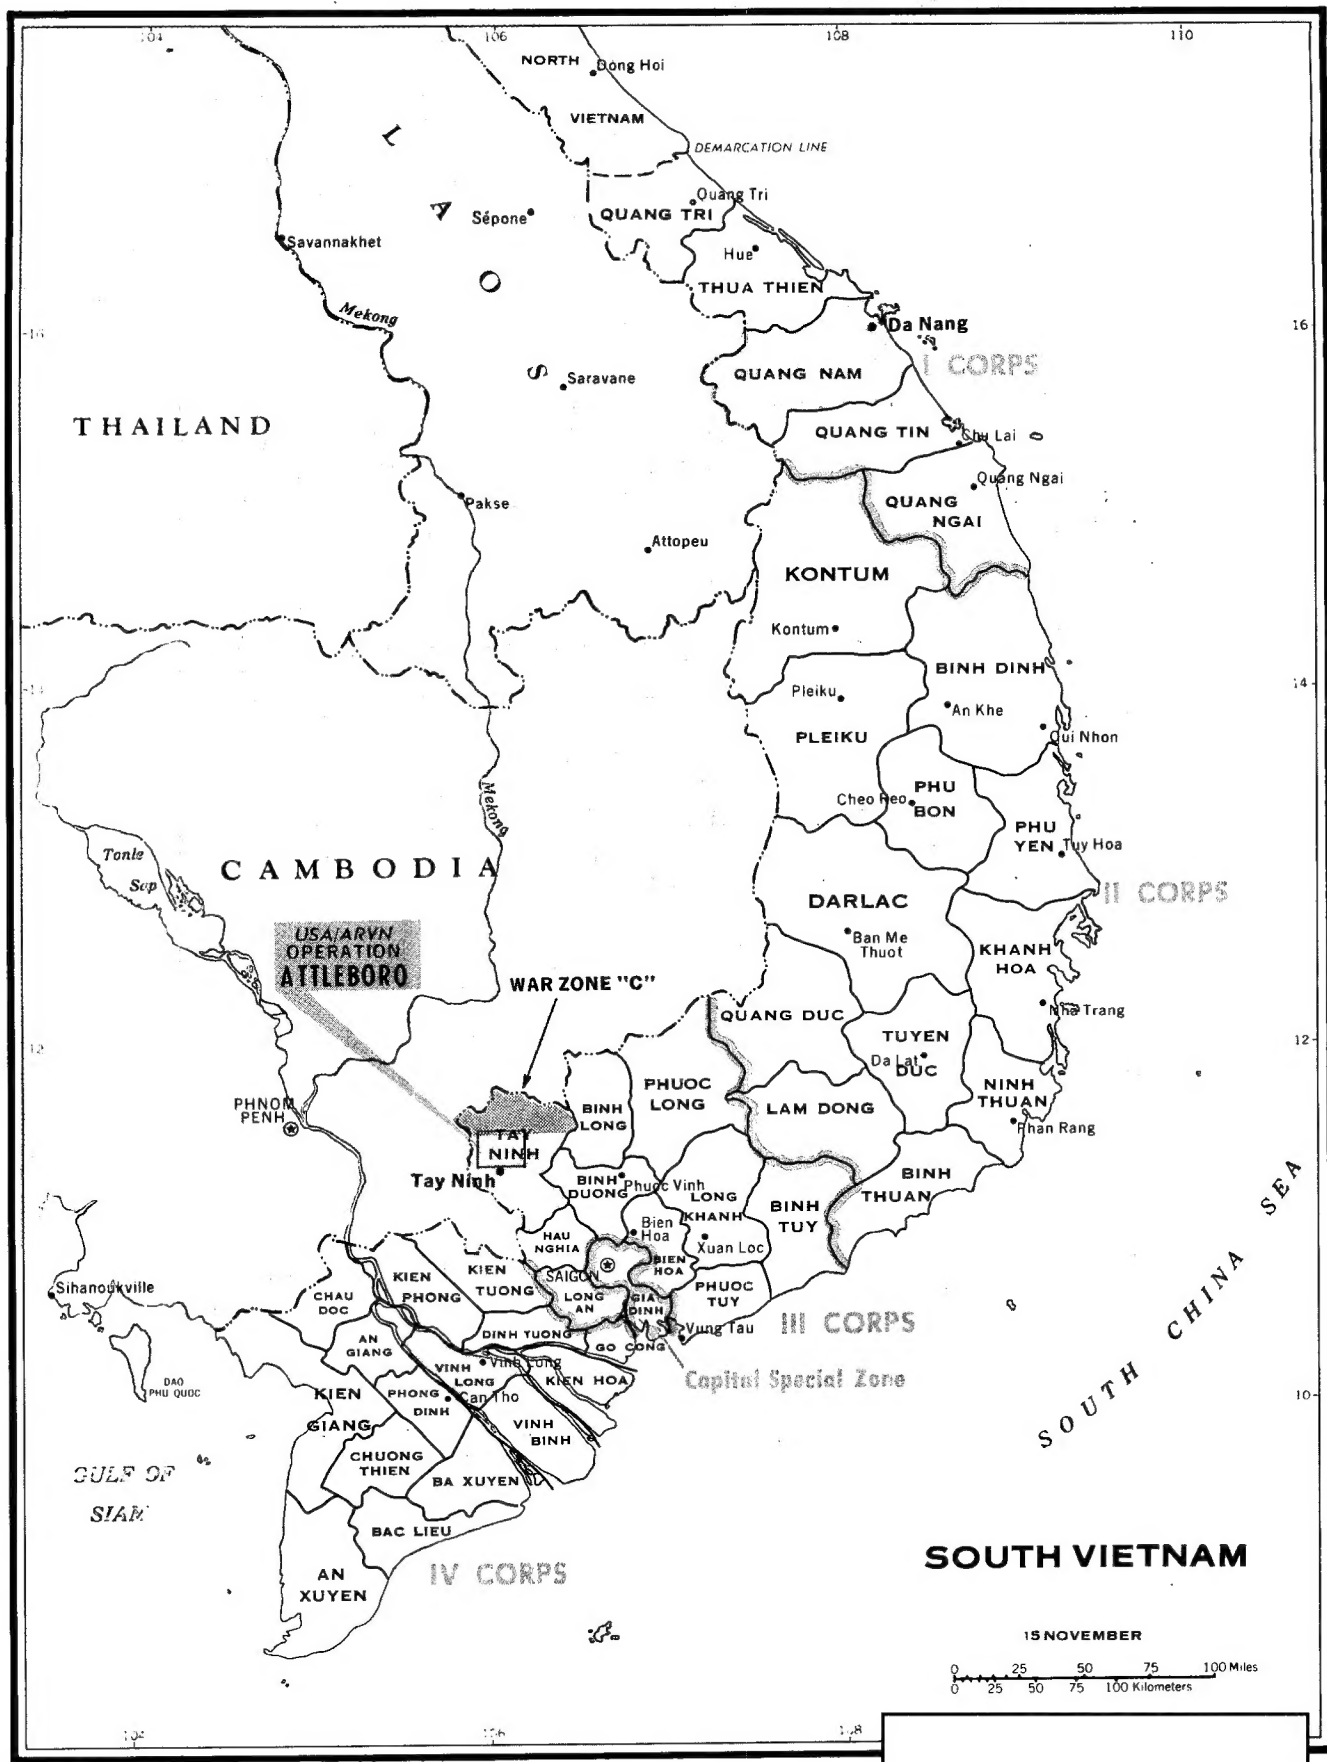 104
106
108
110
NORTH
Dong Hoi
VIETNAM
DEMARCATION LINE
L
A
O
S
Sépone
Quang Tri
QUANG TRI
Savannakhet
Hue
THUA THIEN
Mekong
16
Da Nang
16
I CORPS
Saravane
QUANG NAM
THAILAND
QUANG TIN
Chu Lai
Pakse
Quang Ngai
QUANG
NGAI
Attopeu
KONTUM
Kontum
BINH DINH
14
14
Pleiku
An Khe
PLEIKU
Qui Nhon
Mekong
PHU
BON
Cheo Reo
PHU
YEN
Tuy Hoa
Tonle
Sap
CAMBODIA
DARLAC
II CORPS
USA/ARVN
OPERATION
ATTLEBORO
Ban Me
Thuot
KHANH
HOA
WAR ZONE "C"
Nha Trang
QUANG DUC
TUYEN
DUC
Da Lat
12
12
PHUOC
LONG
NINH
THUAN
PHNOM
PENH
BINH
LONG
LAM DONG
Phan Rang
TAY
NINH
Tay Ninh
BINH
DUONG
Phuoc Vinh
LONG
KHANH
BINH
TUY
BINH
THUAN
HAU
NGHIA
Bien
Hoa
Xuan Loc
BIEN
HOA
SAIGON
KIEN
PHONG
KIEN
TUONG
LONG
AN
GIA
DINH
PHUOC
TUY
Sihanoukville
CHAU
DOC
AN
GIANG
DINH TUONG
GO CONG
Vung Tau
III CORPS
Capital Special Zone
VINH
LONG
Vinh Long
KIEN HOA
DAO
PHU QUOC
KIEN
GIANG
PHONG
DINH
Can Tho
VINH
BINH
10
CHUONG
THIEN
BA XUYEN
GULF OF
SIAM
BAC LIEU
AN
XUYEN
IV CORPS
SOUTH CHINA SEA
SOUTH VIETNAM
15 NOVEMBER
0 25 50 75 100 Miles
0 25 50 75 100 Kilometers
104
106
108